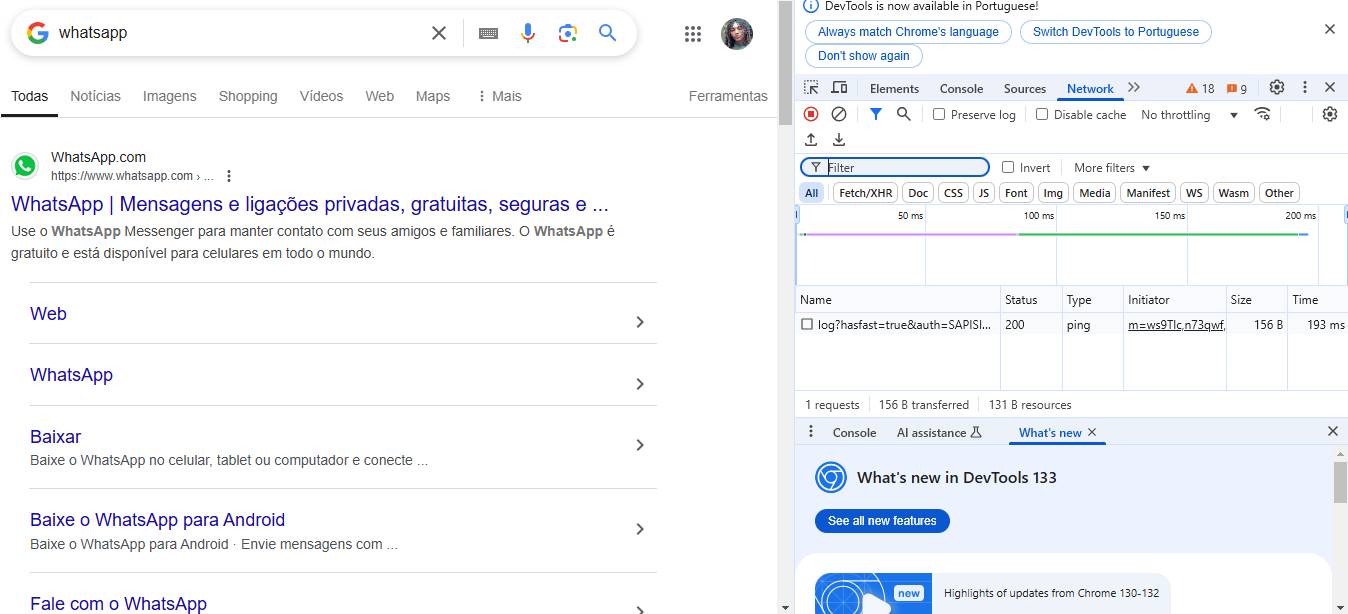 whatsapp
Todas Notícias Imagens Shopping Vídeos Web Maps Mais Ferramentas
WhatsApp.com
https://www.whatsapp.com › ...
WhatsApp | Mensagens e ligações privadas, gratuitas, seguras e ...
Use o WhatsApp Messenger para manter contato com seus amigos e familiares. O WhatsApp é
gratuito e está disponível para celulares em todo o mundo.
Web
WhatsApp
Baixar
Baixe o WhatsApp no celular, tablet ou computador e conecte ...
Baixe o WhatsApp para Android
Baixe o WhatsApp para Android · Envie mensagens com ...
Fale com o WhatsApp
DevTools is now available in Portuguese!
Always match Chrome's language Switch DevTools to Portuguese
Don't show again
Elements Console Sources Network 18 9
Preserve log Disable cache No throttling
Filter Invert More filters
All Fetch/XHR Doc CSS JS Font Img Media Manifest WS Wasm Other
50 ms 100 ms 150 ms 200 ms
Name Status Type Initiator Size Time
log?hasfast=true&auth=SAPISI... 200 ping m=ws9Tlc,n73qwf, 156 B 193 ms
1 requests 156 B transferred 131 B resources
Console AI assistance What's new
What's new in DevTools 133
See all new features
new
Highlights of updates from Chrome 130-132